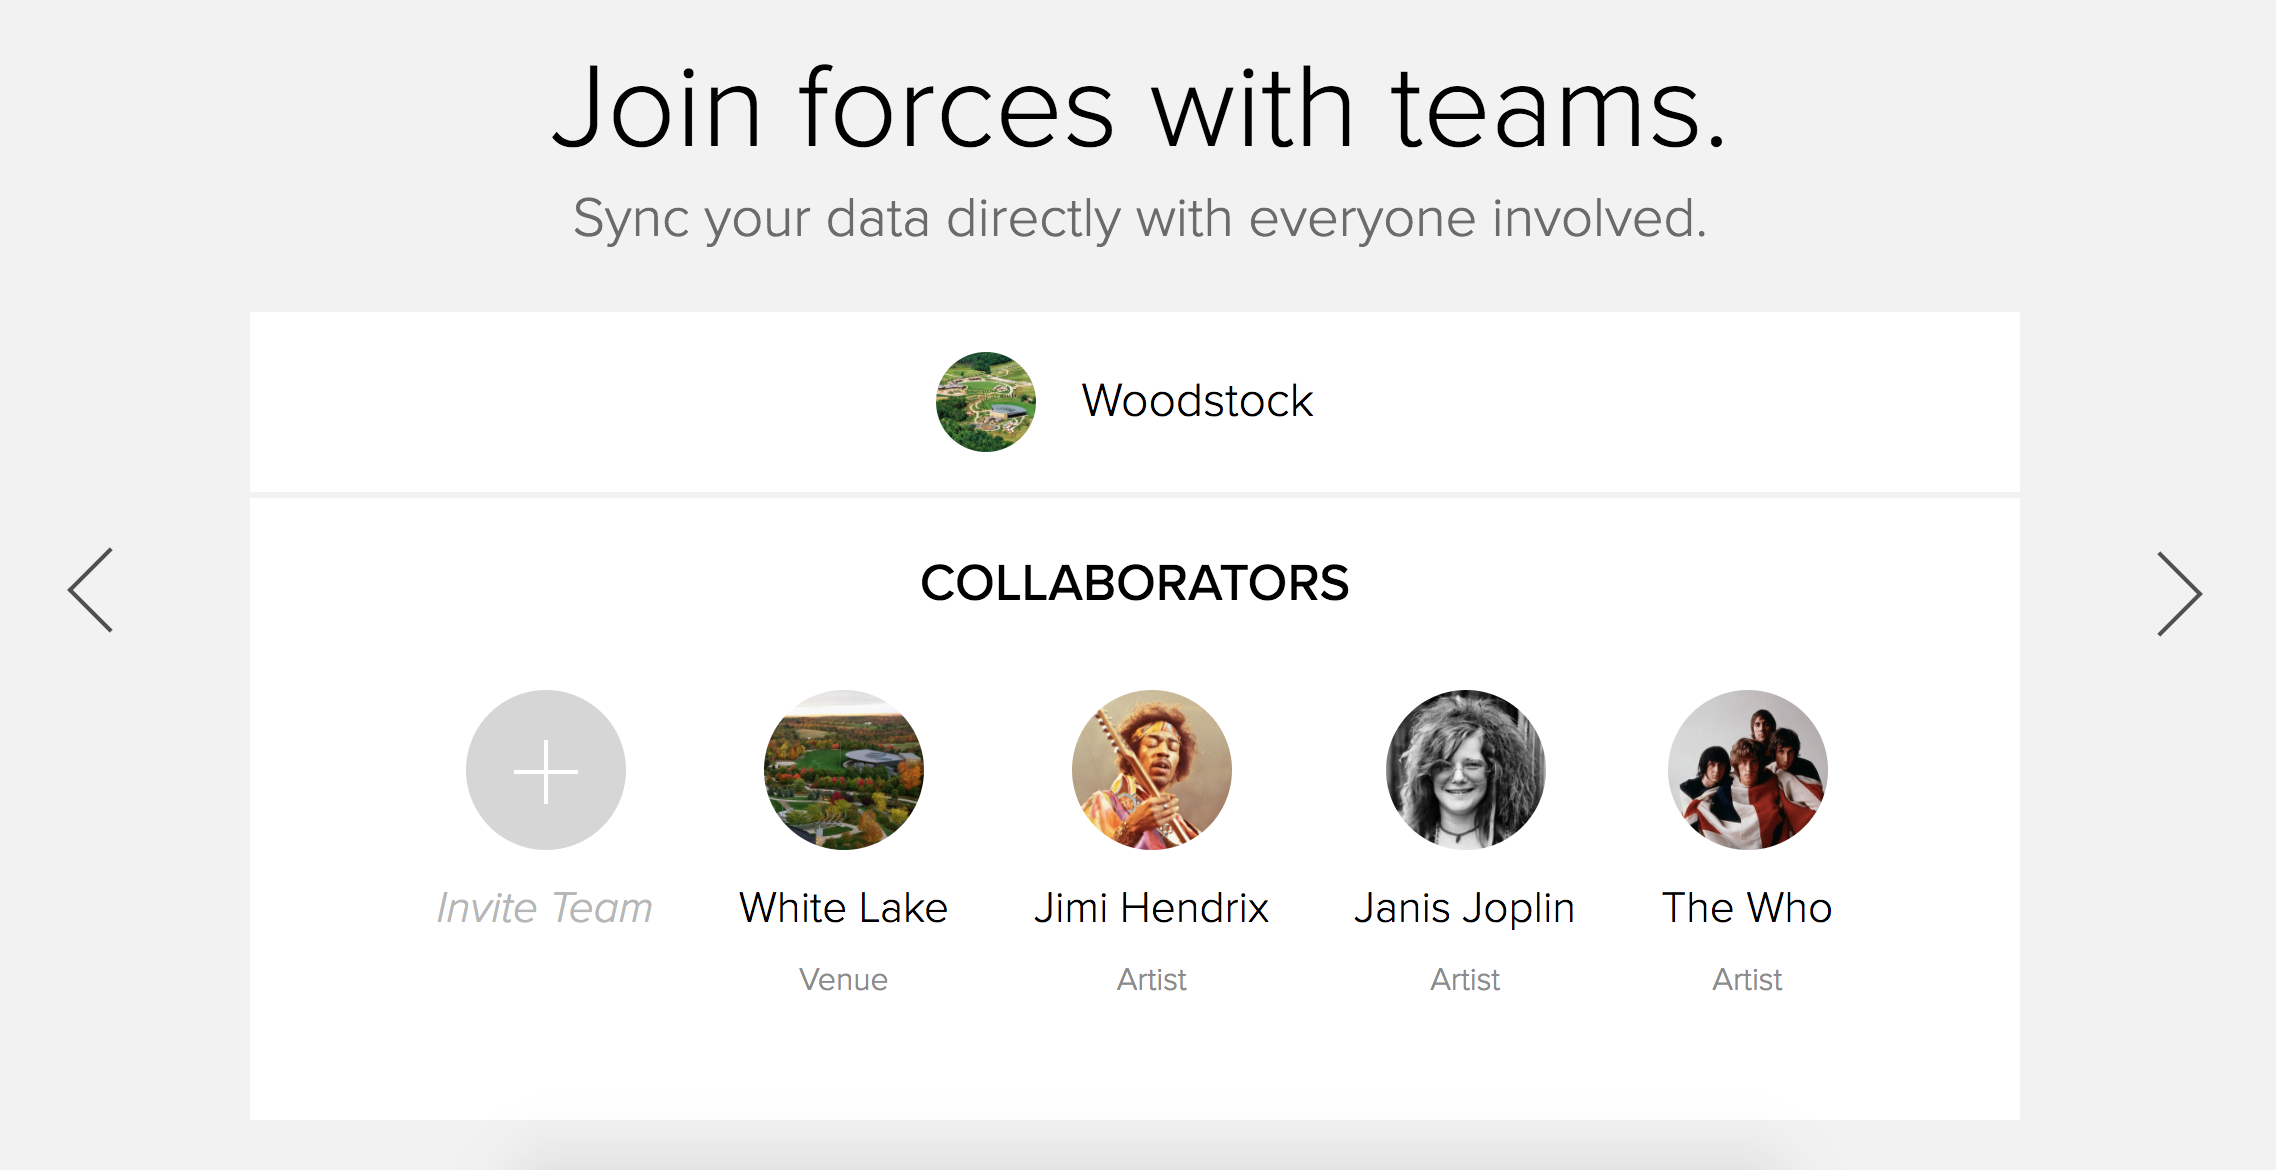 Join forces with teams.
Sync your data directly with everyone involved.
Woodstock
COLLABORATORS
Invite Team
White Lake
Jimi Hendrix
Janis Joplin
The Who
Venue
Artist
Artist
Artist